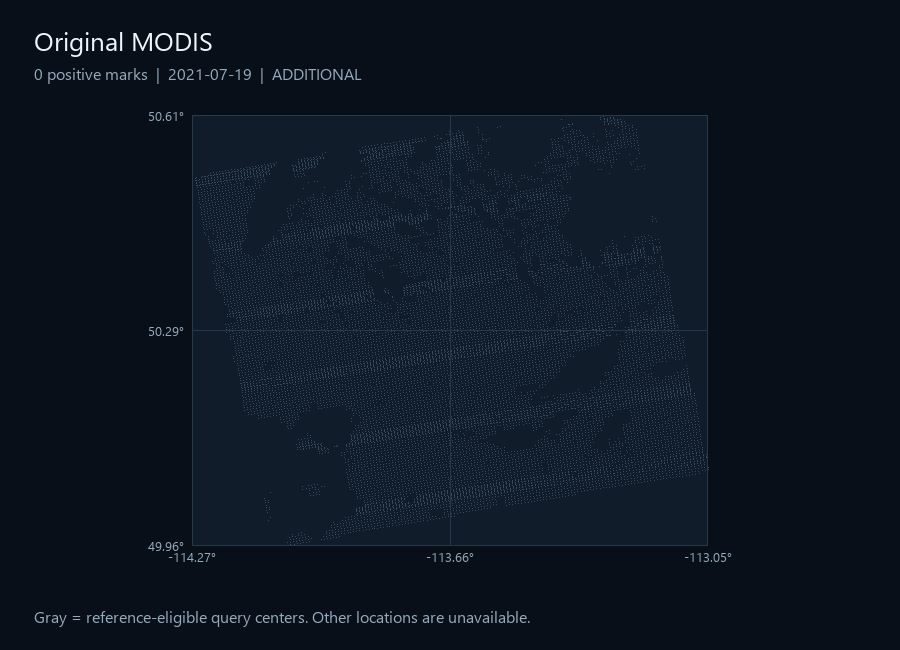 Original MODIS
0 positive marks | 2021-07-19 | ADDITIONAL
50.61°
50.29°
49.96°
-114.27°
-113.66°
-113.05°
Gray = reference-eligible query centers. Other locations are unavailable.